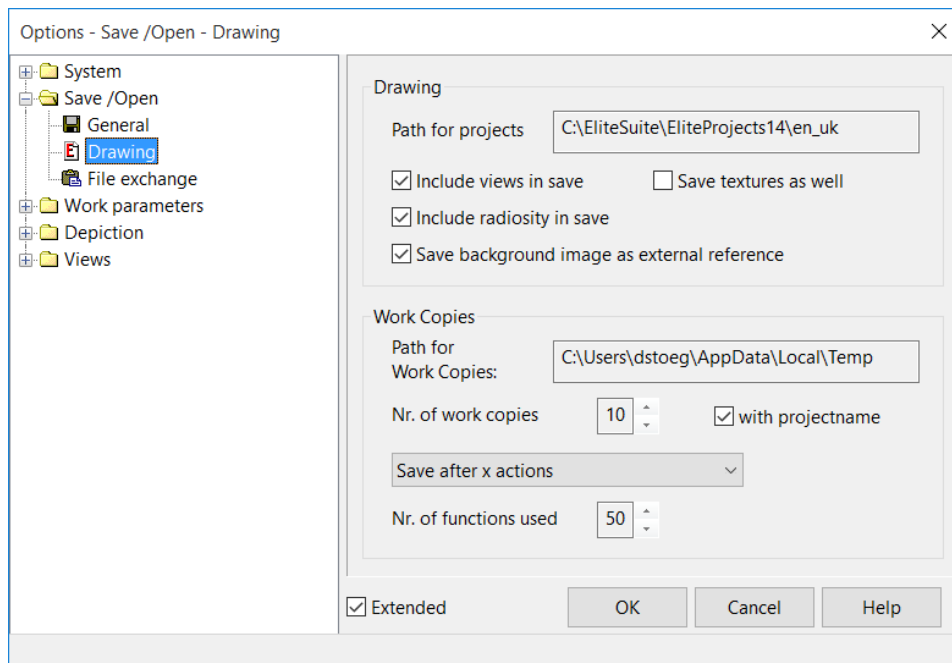 Options - Save /Open - Drawing
System
Save /Open
General
Drawing
File exchange
Work parameters
Depiction
Views
Drawing
Path for projects C:\EliteSuite\EliteProjects14\en_uk
Include views in save Save textures as well
Include radiosity in save
Save background image as external reference
Work Copies
Path for
Work Copies: C:\Users\dstoeg\AppData\Local\Temp
Nr. of work copies 10 with projectname
Save after x actions
Nr. of functions used 50
Extended OK Cancel Help